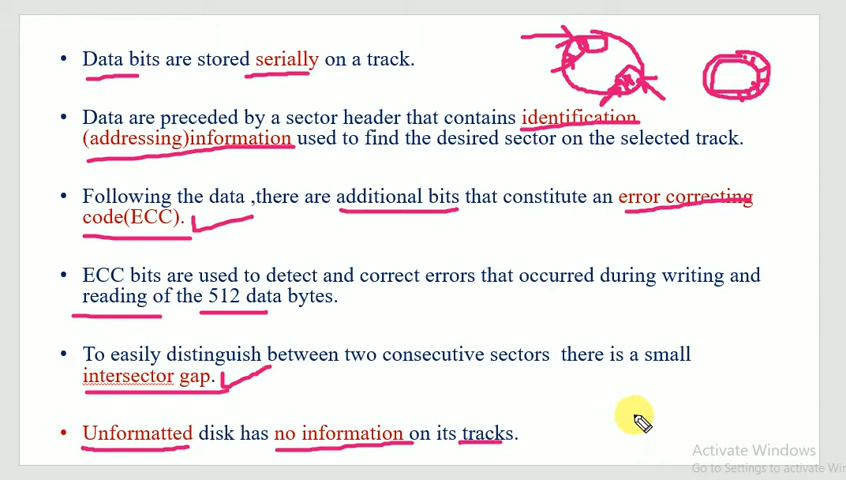 • Data bits are stored serially on a track.
• Data are preceded by a sector header that contains identification
(addressing)information used to find the desired sector on the selected track.
• Following the data ,there are additional bits that constitute an error correcting
code(ECC).
• ECC bits are used to detect and correct errors that occurred during writing and
reading of the 512 data bytes.
• To easily distinguish between two consecutive sectors there is a small
intersector gap.
• Unformatted disk has no information on its tracks.
Activate Windows
Go to Settings to activate Wir